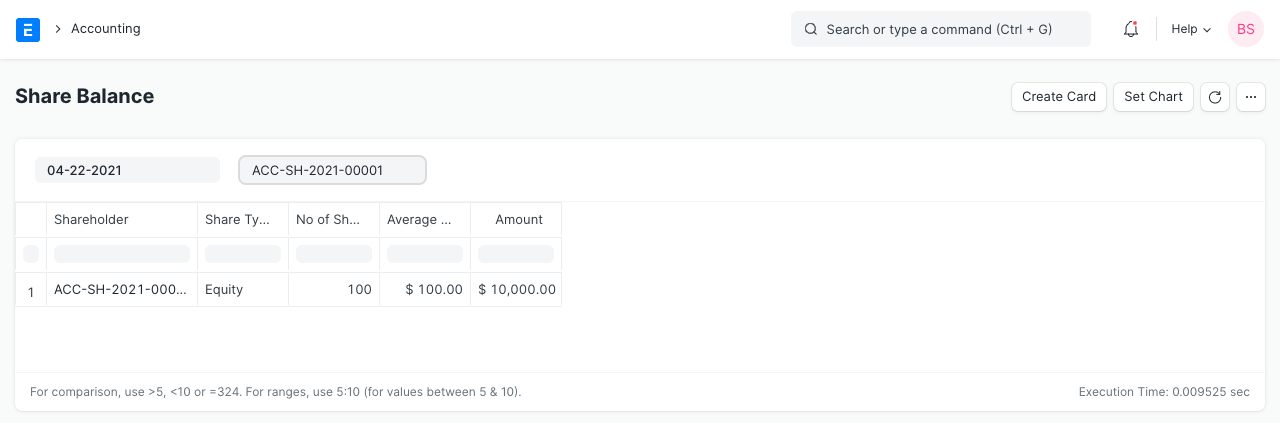 E > Accounting Search or type a command (Ctrl + G) Help BS
Share Balance Create Card Set Chart ...
04-22-2021 ACC-SH-2021-00001
Shareholder Share Ty... No of Sh... Average ... Amount
1 ACC-SH-2021-000... Equity 100 $ 100.00 $ 10,000.00
For comparison, use >5, <10 or =324. For ranges, use 5:10 (for values between 5 & 10). Execution Time: 0.009525 sec